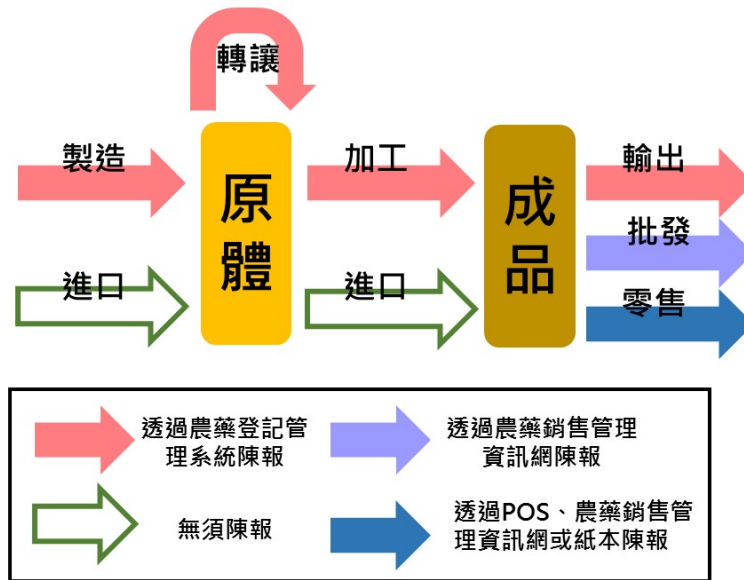 轉讓
製造
加工
輸出
原體
成品
批發
進口
進口
零售
透過農藥登記管
理系統陳報
透過農藥銷售管理
資訊網陳報
無須陳報
透過POS、農藥銷售管
理資訊網或紙本陳報